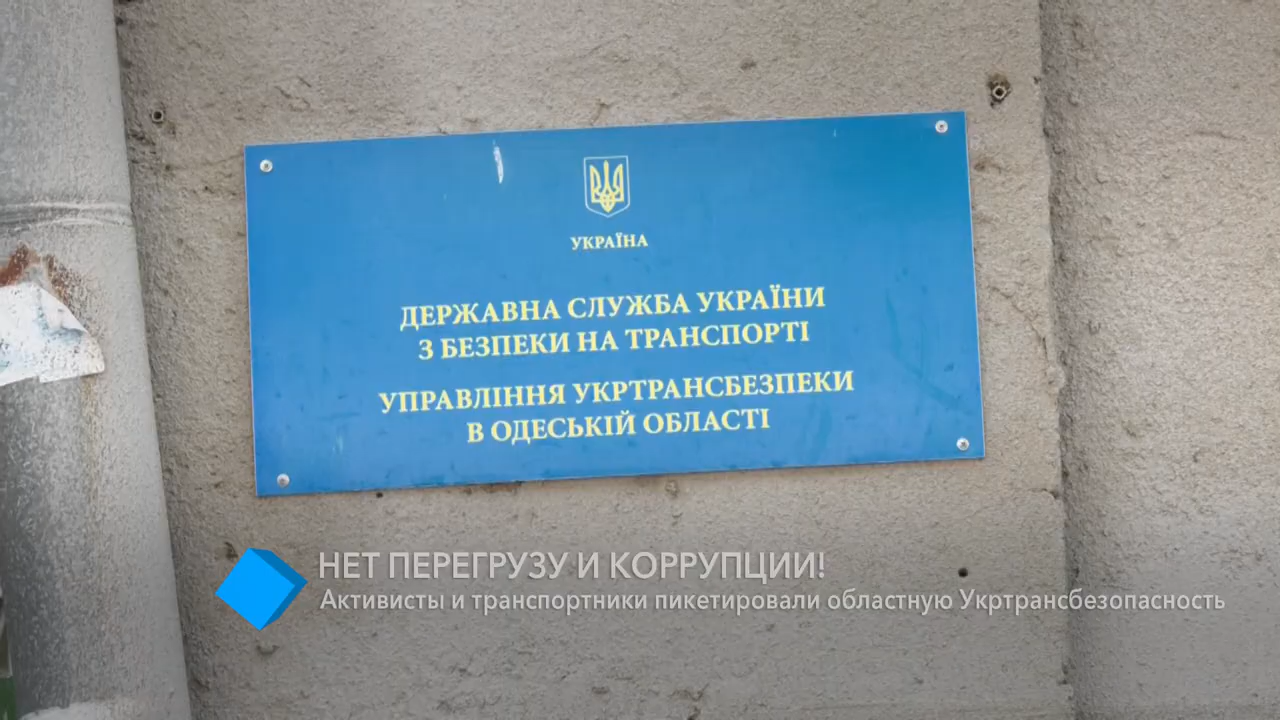 УКРАЇНА
ДЕРЖАВНА СЛУЖБА УКРАЇНИ
З БЕЗПЕКИ НА ТРАНСПОРТІ
УПРАВЛІННЯ УКРТРАНСБЕЗПЕКИ
В ОДЕСЬКІЙ ОБЛАСТІ
НЕТ ПЕРЕГРУЗУ И КОРРУПЦИИ!
Активисты и транспортники пикетировали областную Укртрансбезопасность